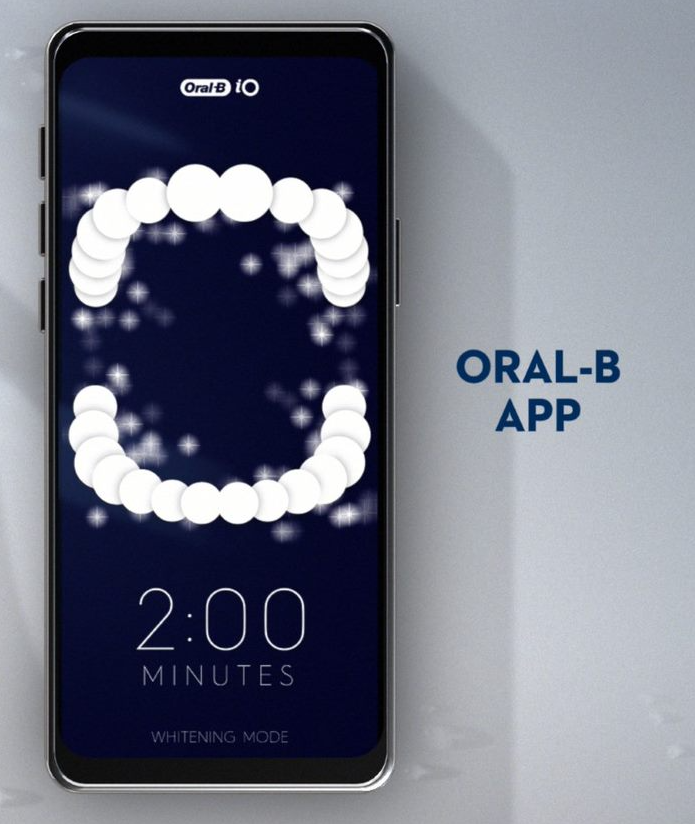 Oral-B iO
2:00
MINUTES
WHITENING MODE
ORAL-B
APP